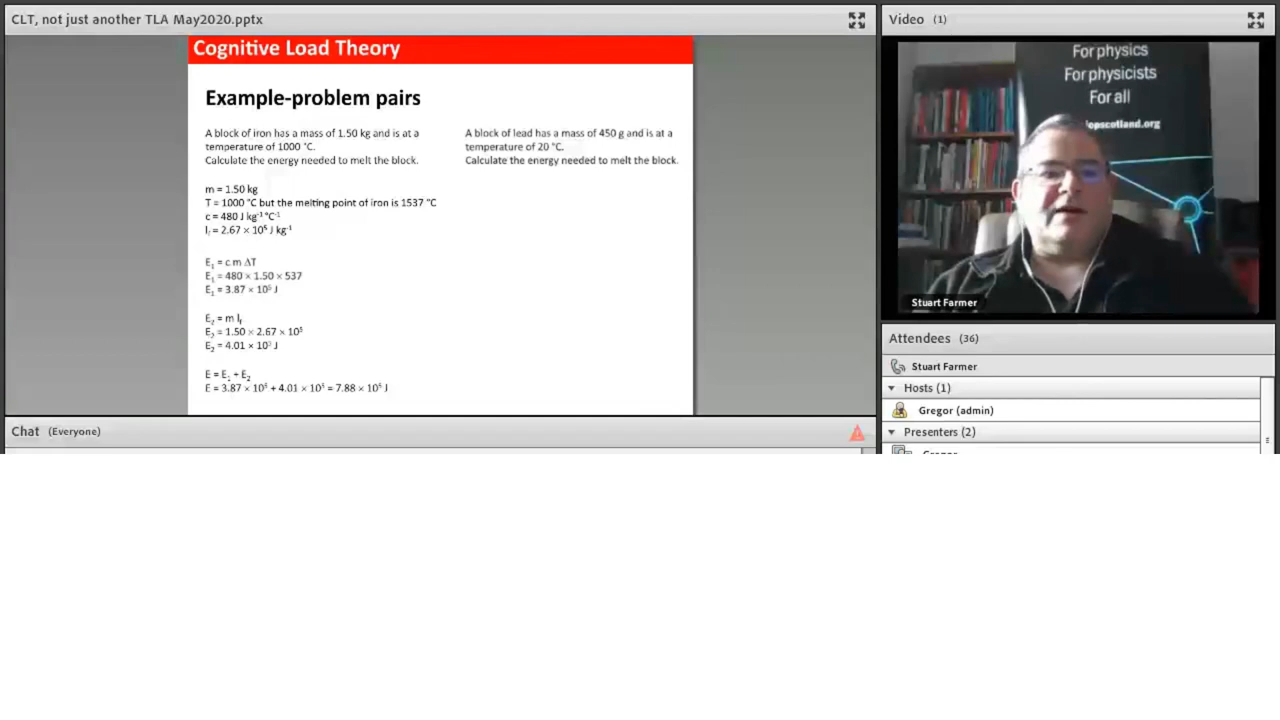 CLT, not just another TLA May2020.pptx
Cognitive Load Theory
Example-problem pairs
A block of iron has a mass of 1.50 kg and is at a
temperature of 1000 °C.
Calculate the energy needed to melt the block.
m = 1.50 kg
T = 1000 °C but the melting point of iron is 1537 °C
c = 480 J kg⁻¹ °C⁻¹
l = 2.67 × 10⁵ J kg⁻¹
E₁ = c m ΔT
E₁ = 480 × 1.50 × 537
E₁ = 3.87 × 10⁵ J
E₂ = m lf
E₂ = 1.50 × 2.67 × 10⁵
E₂ = 4.01 × 10⁵ J
E = E₁ + E₂
E = 3.87 × 10⁵ + 4.01 × 10⁵ = 7.88 × 10⁵ J
A block of lead has a mass of 450 g and is at a
temperature of 20 °C.
Calculate the energy needed to melt the block.
Chat (Everyone)
Video (1)
For physics
For physicists
For all
iopscotland.org
Stuart Farmer
Attendees (36)
Stuart Farmer
Hosts (1)
Gregor (admin)
Presenters (2)
Gregor